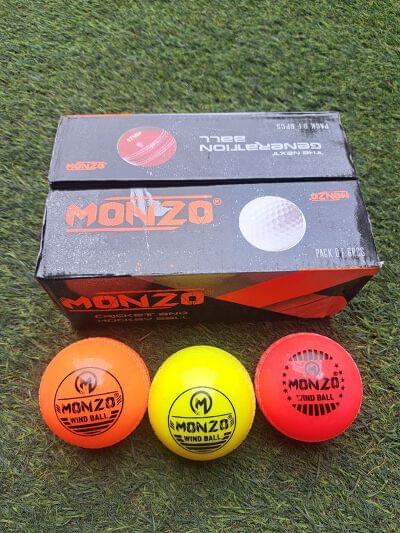 PACK OF 6PCS
THE NEXT
GENERATION
BALL
MONZO
MONZO
MONZO®
PACK OF 6PCS
MONZO®
CRICKET AND
HOCKEY BALL
M
MONZO
WIND BALL
M
MONZO
WIND BALL
M
MONZO
WIND BALL